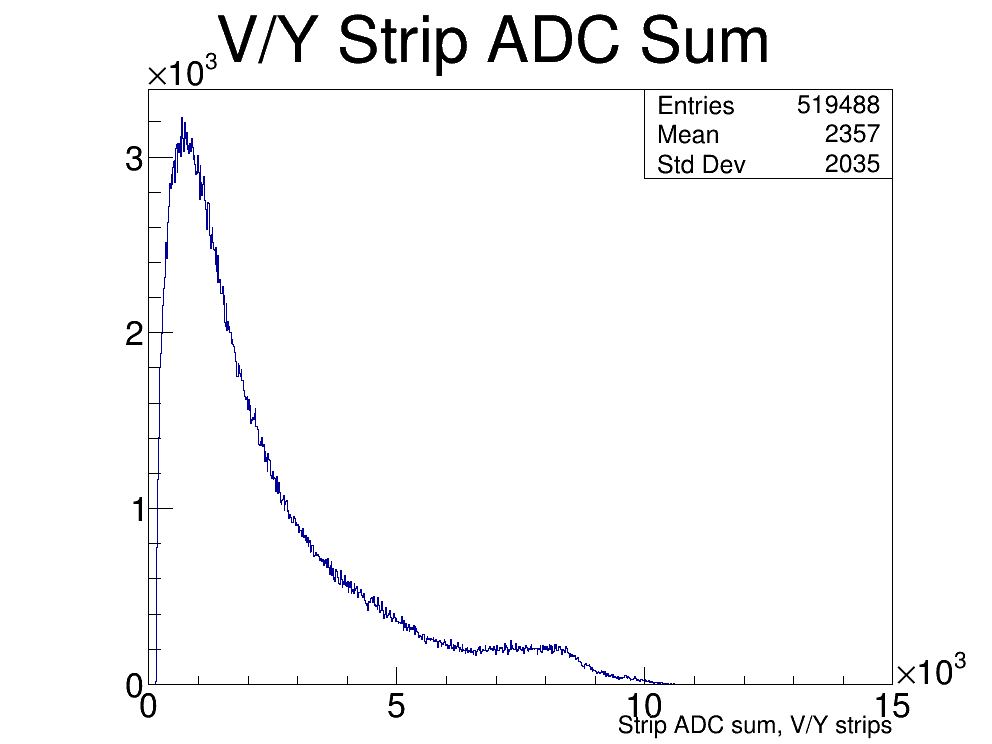 V/Y Strip ADC Sum
×10³
Entries 519488
Mean 2357
Std Dev 2035
3
2
1
0
0 5 10 15
×10³
Strip ADC sum, V/Y strips